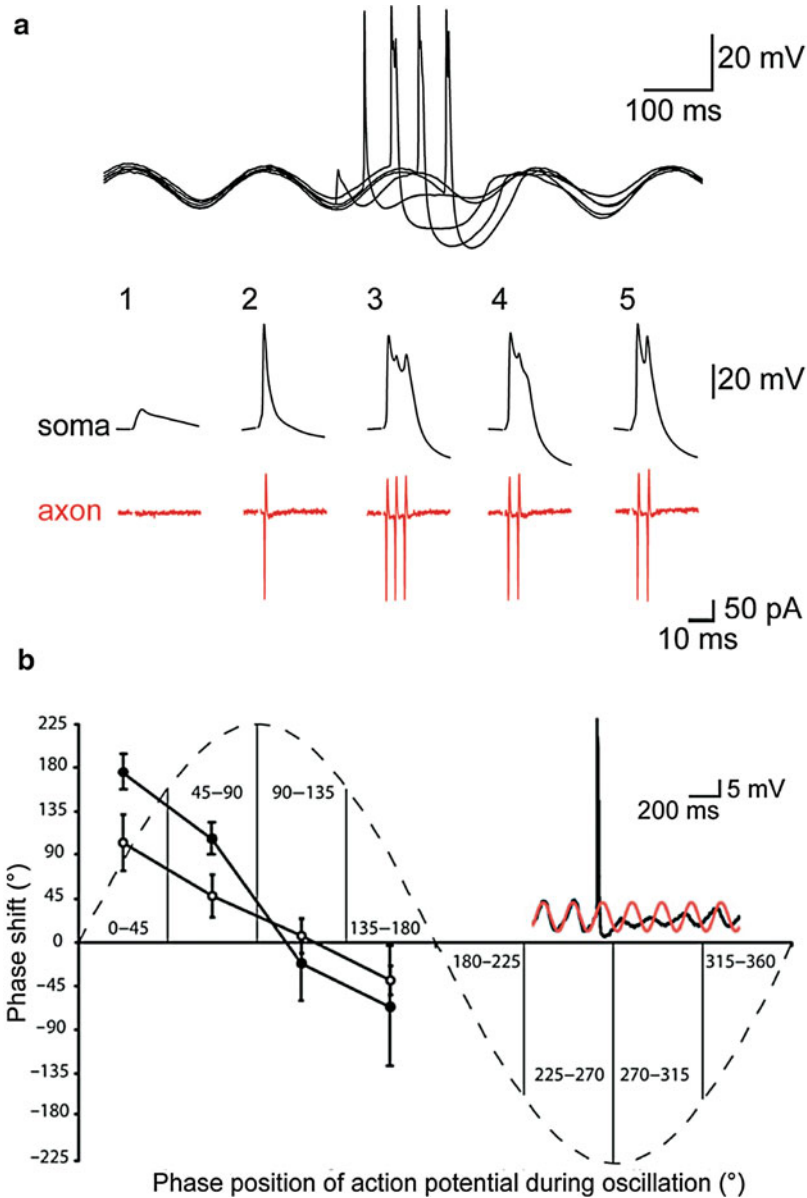 a
20 mV
100 ms
1 2 3 4 5
20 mV
soma
axon
50 pA
10 ms
b
225
180
135
90
45
0
−45
−90
−135
−180
−225
Phase shift (°)
45−90 90−135
0−45
135−180
5 mV
200 ms
180−225
315−360
225−270 270−315
Phase position of action potential during oscillation (°)